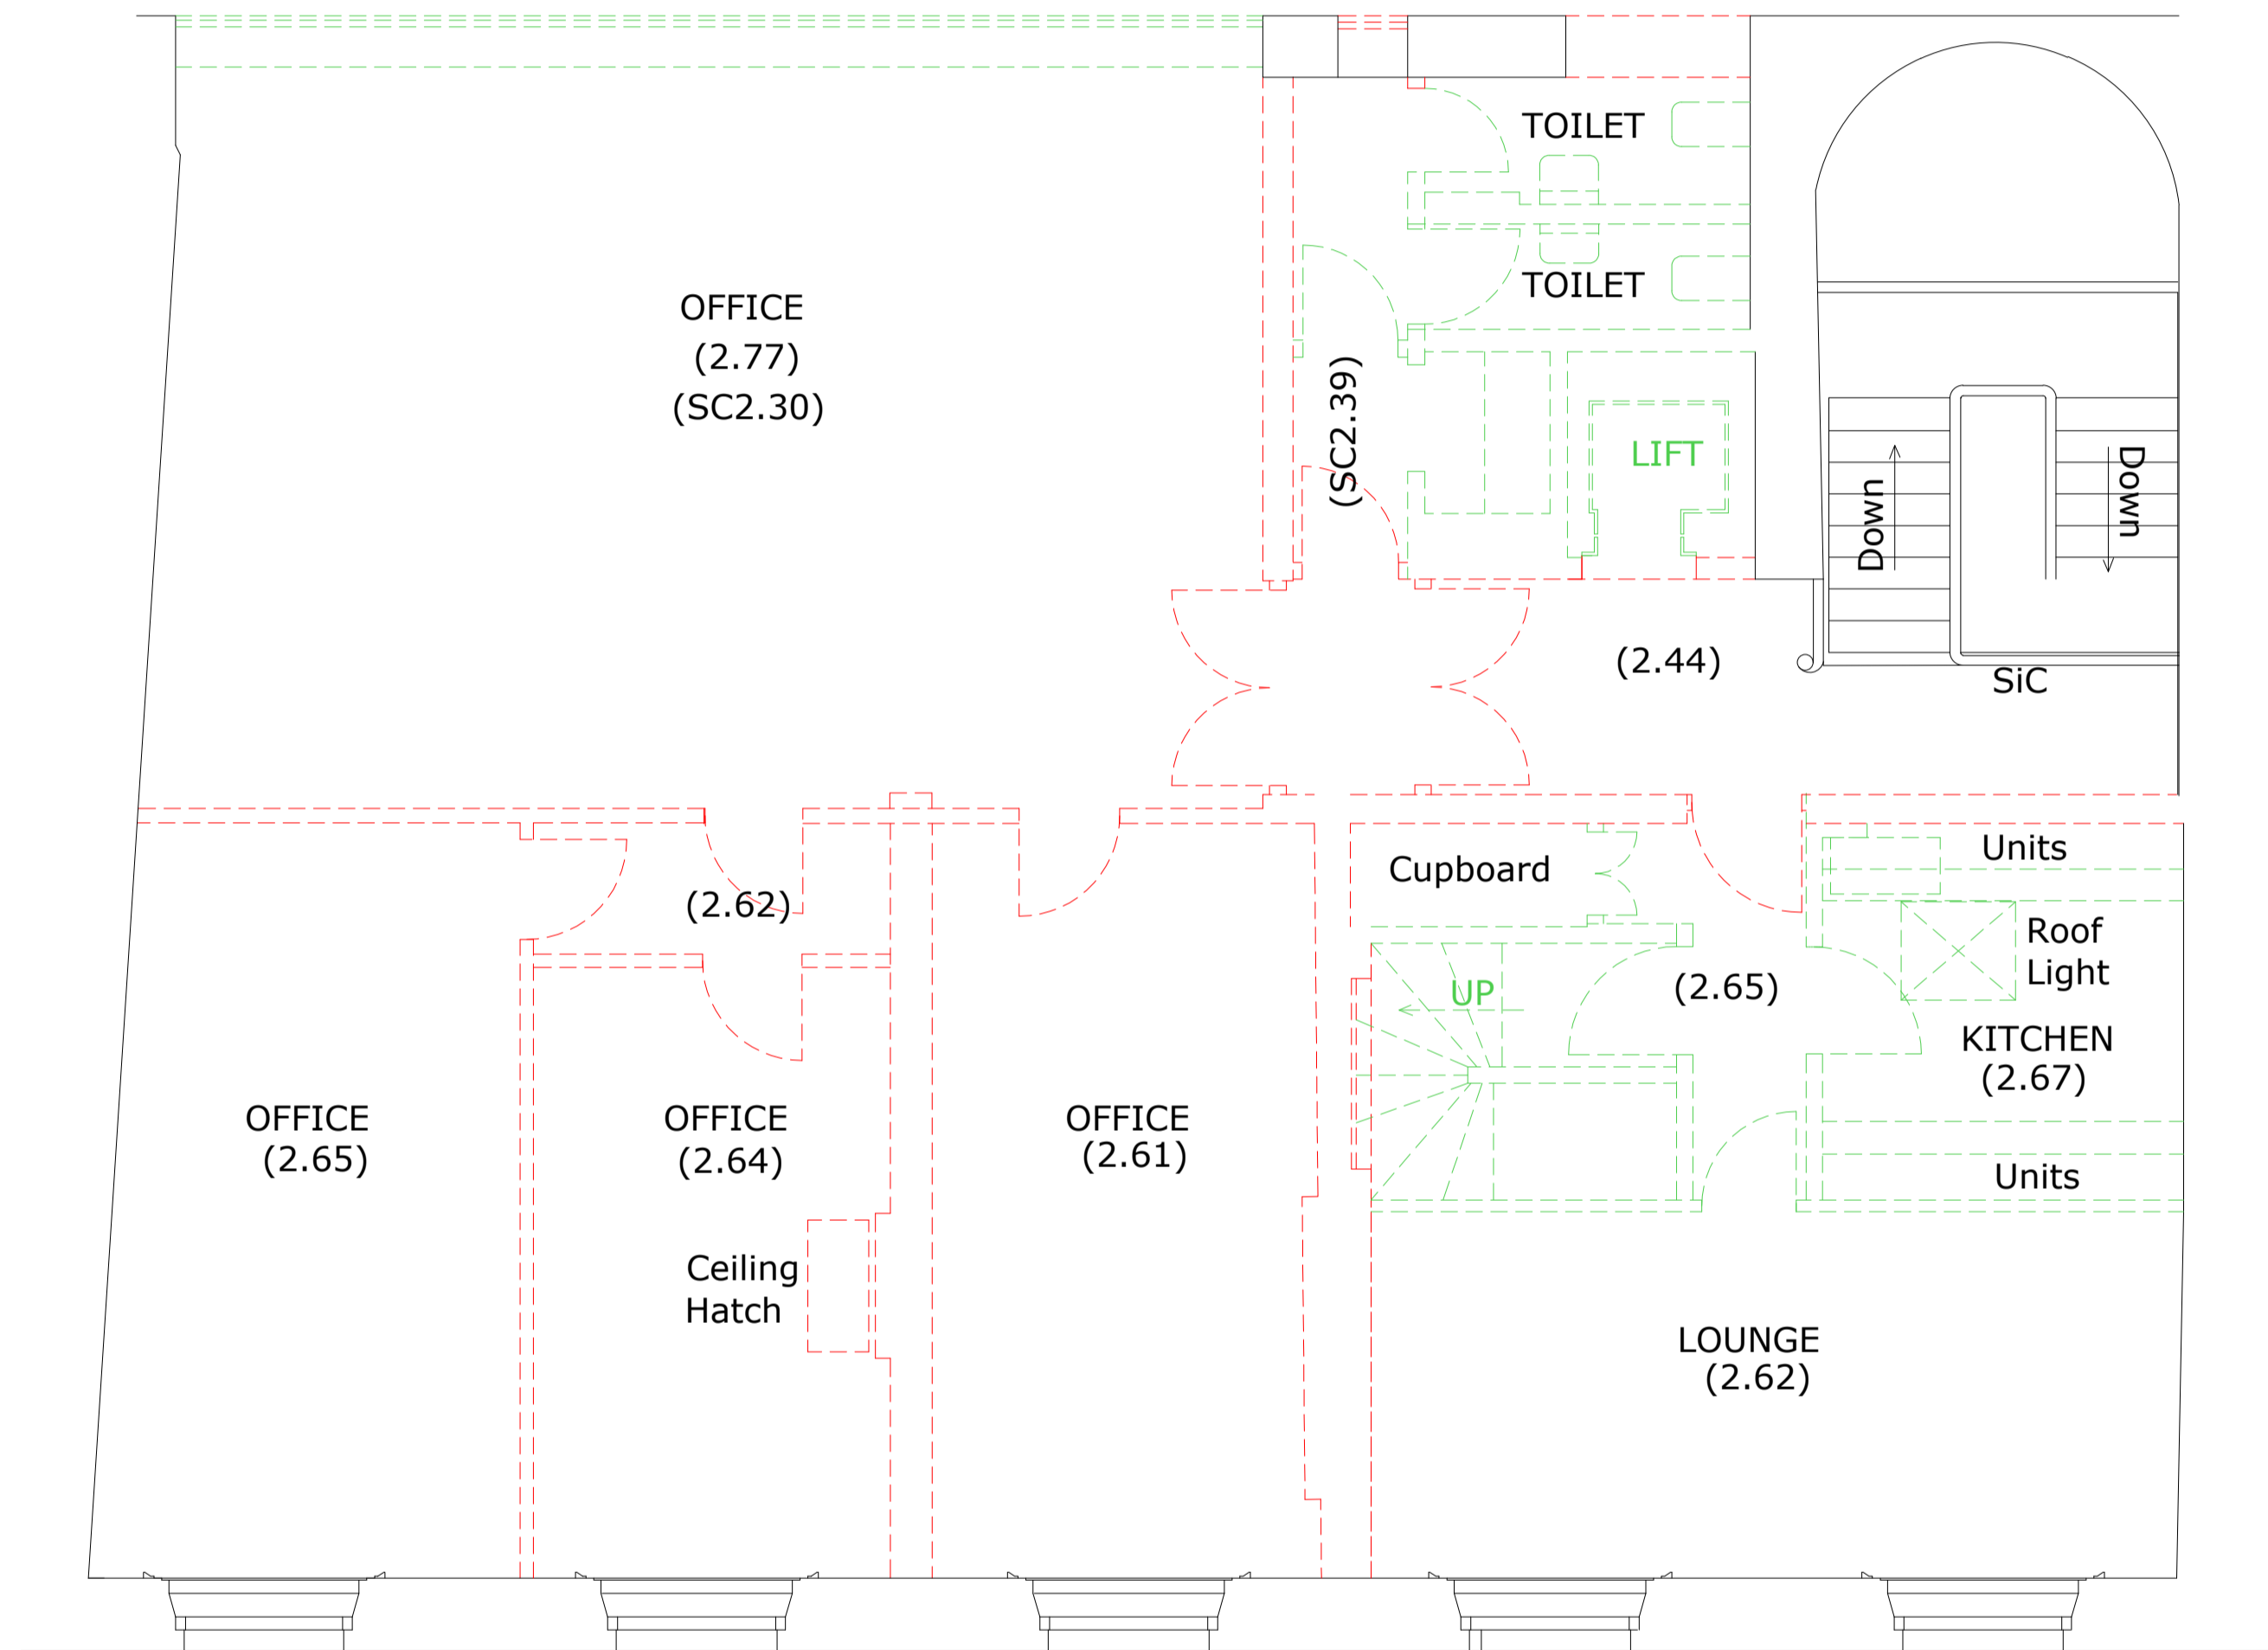 TOILET
OFFICE
(2.77)
(SC2.30)
TOILET
(SC2.39)
LIFT
Down
Down
(2.44)
SiC
Units
Cupboard
(2.62)
Roof
Light
(2.65)
UP
KITCHEN
(2.67)
OFFICE
(2.65)
OFFICE
(2.64)
OFFICE
(2.61)
Units
Ceiling
Hatch
LOUNGE
(2.62)